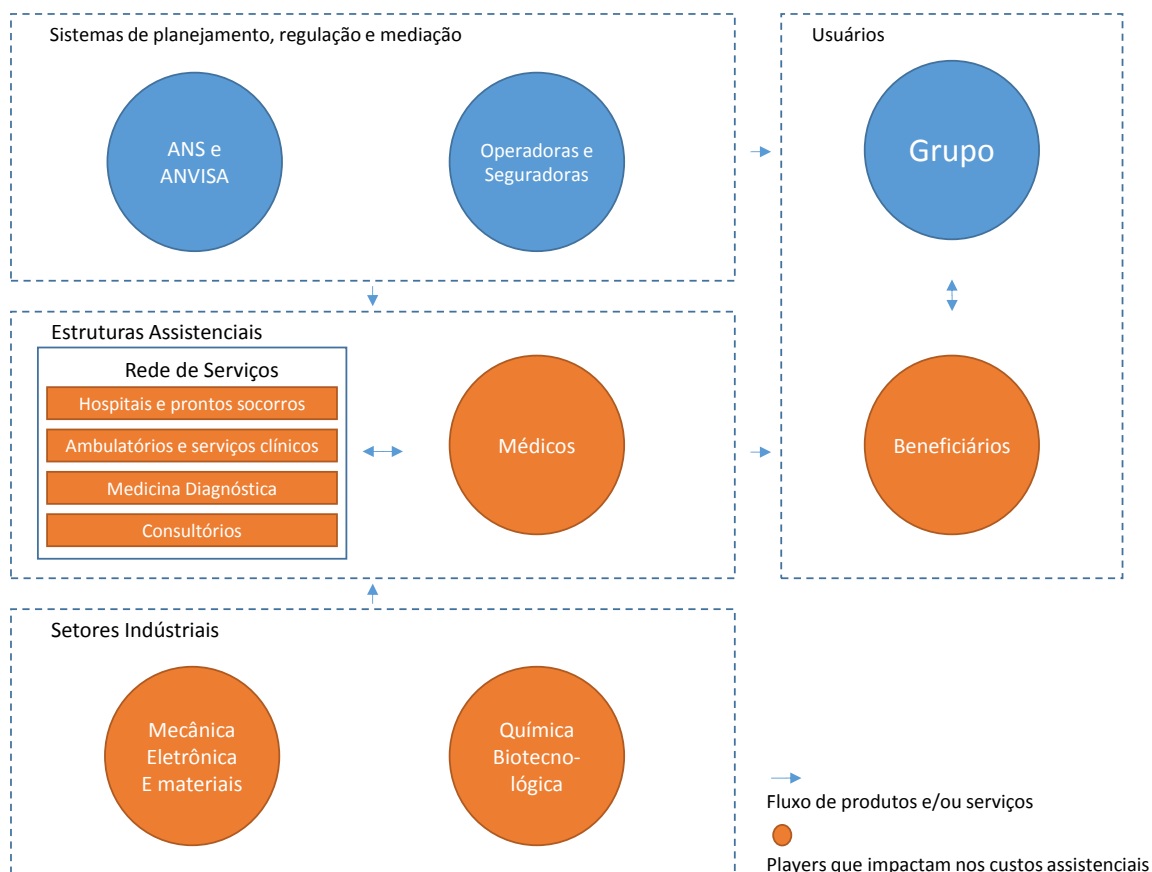 Sistemas de planejamento, regulação e mediação
ANS e
ANVISA
Operadoras e
Seguradoras
Usuários
Grupo
Estruturas Assistenciais
Rede de Serviços
Hospitais e prontos socorros
Ambulatórios e serviços clínicos
Medicina Diagnóstica
Consultórios
Médicos
Beneficiários
Setores Indústriais
Mecânica
Eletrônica
E materiais
Química
Biotecno-
lógica
Fluxo de produtos e/ou serviços
Players que impactam nos custos assistenciais